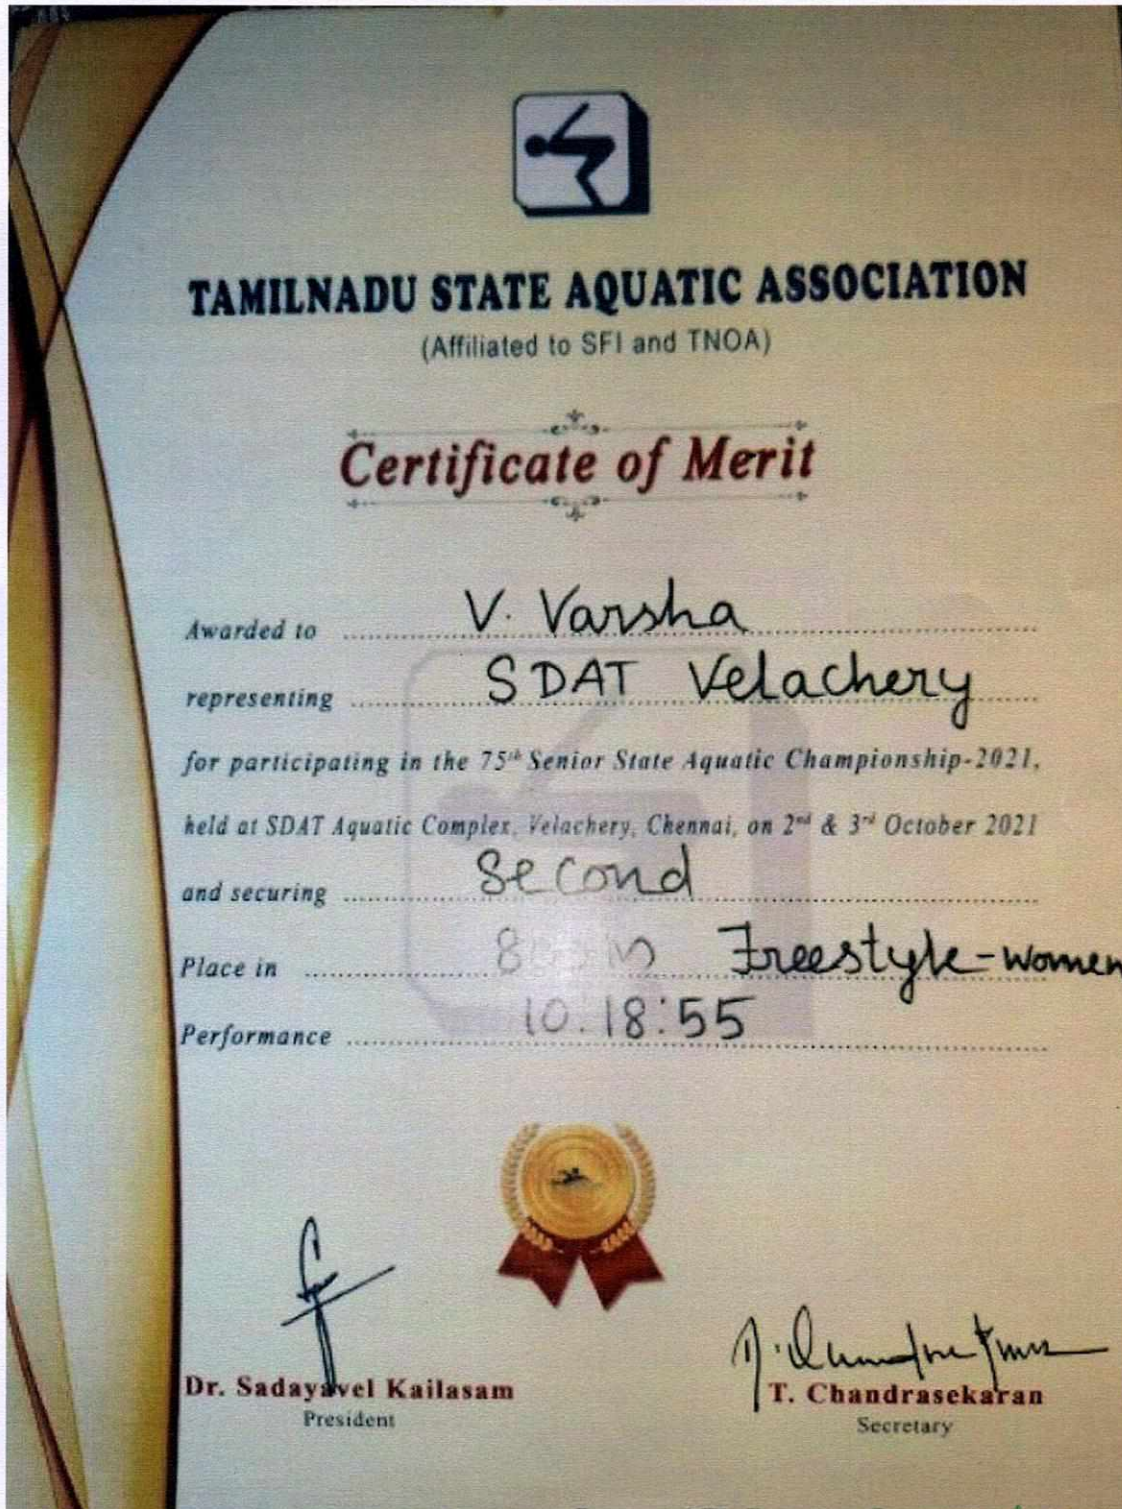 TAMILNADU STATE AQUATIC ASSOCIATION
(Affiliated to SFI and TNOA)
Certificate of Merit
Awarded to V. Varsha
representing SDAT Velachery
for participating in the 75th Senior State Aquatic Championship-2021,
held at SDAT Aquatic Complex, Velachery, Chennai, on 2nd & 3rd October 2021
and securing Second
Place in 800m Freestyle-women
Performance 10.18:55
Dr. Sadayavel Kailasam
President
T. Chandrasekaran
Secretary